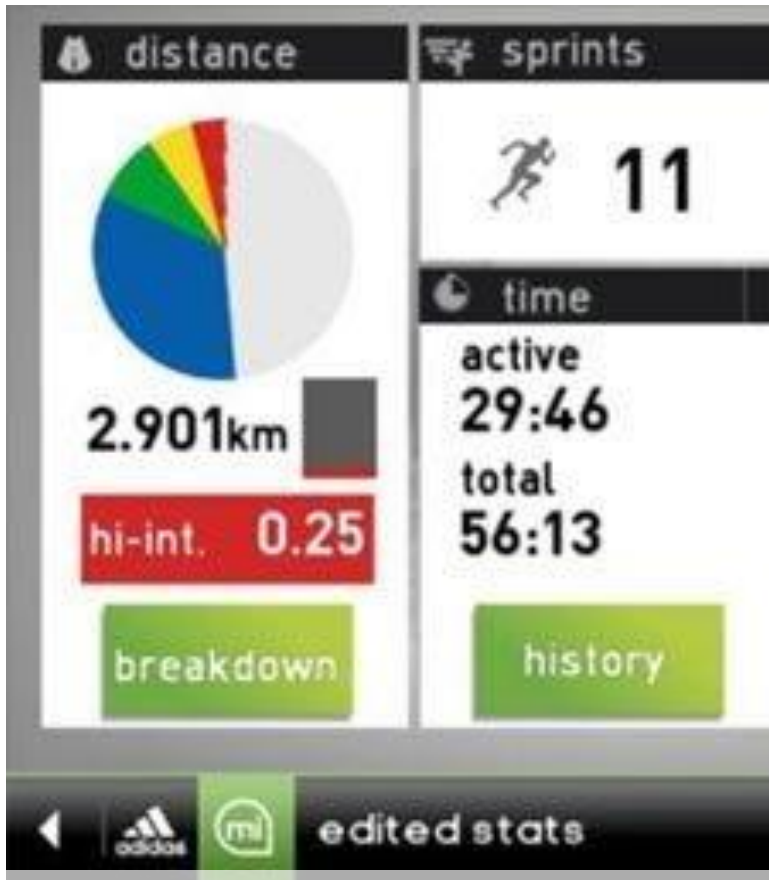 distance
2.901km
hi-int. 0.25
breakdown
sprints
11
time
active
29:46
total
56:13
history
adidas
mi
edited stats